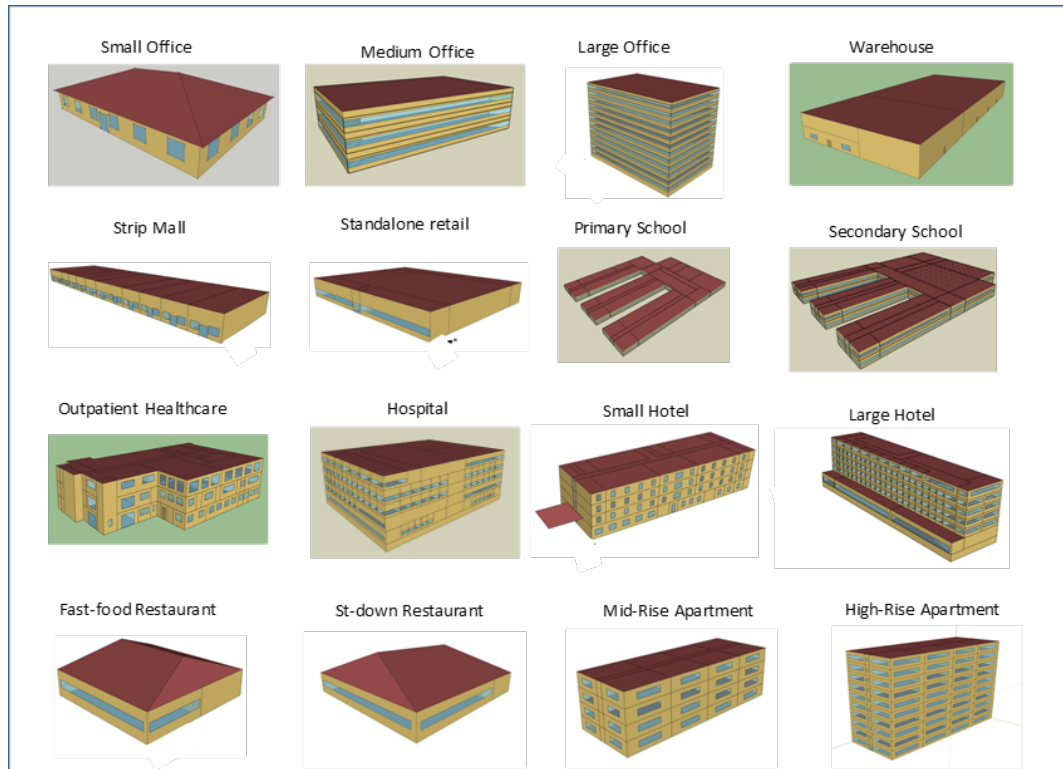 Small Office
Medium Office
Large Office
Warehouse
Strip Mall
Standalone retail
Primary School
Secondary School
Outpatient Healthcare
Hospital
Small Hotel
Large Hotel
Fast-food Restaurant
St-down Restaurant
Mid-Rise Apartment
High-Rise Apartment